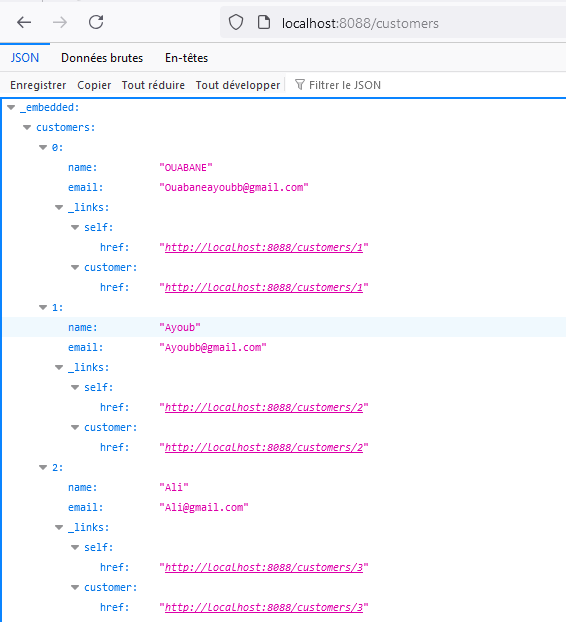 localhost:8088/customers
JSON Données brutes En-têtes
Enregistrer Copier Tout réduire Tout développer Filtrer le JSON
_embedded:
customers:
0:
name: "OUABANE"
email: "Ouabaneayoubb@gmail.com"
_links:
self:
href: "http://localhost:8088/customers/1"
customer:
href: "http://localhost:8088/customers/1"
1:
name: "Ayoub"
email: "Ayoubb@gmail.com"
_links:
self:
href: "http://localhost:8088/customers/2"
customer:
href: "http://localhost:8088/customers/2"
2:
name: "Ali"
email: "Ali@gmail.com"
_links:
self:
href: "http://localhost:8088/customers/3"
customer:
href: "http://localhost:8088/customers/3"